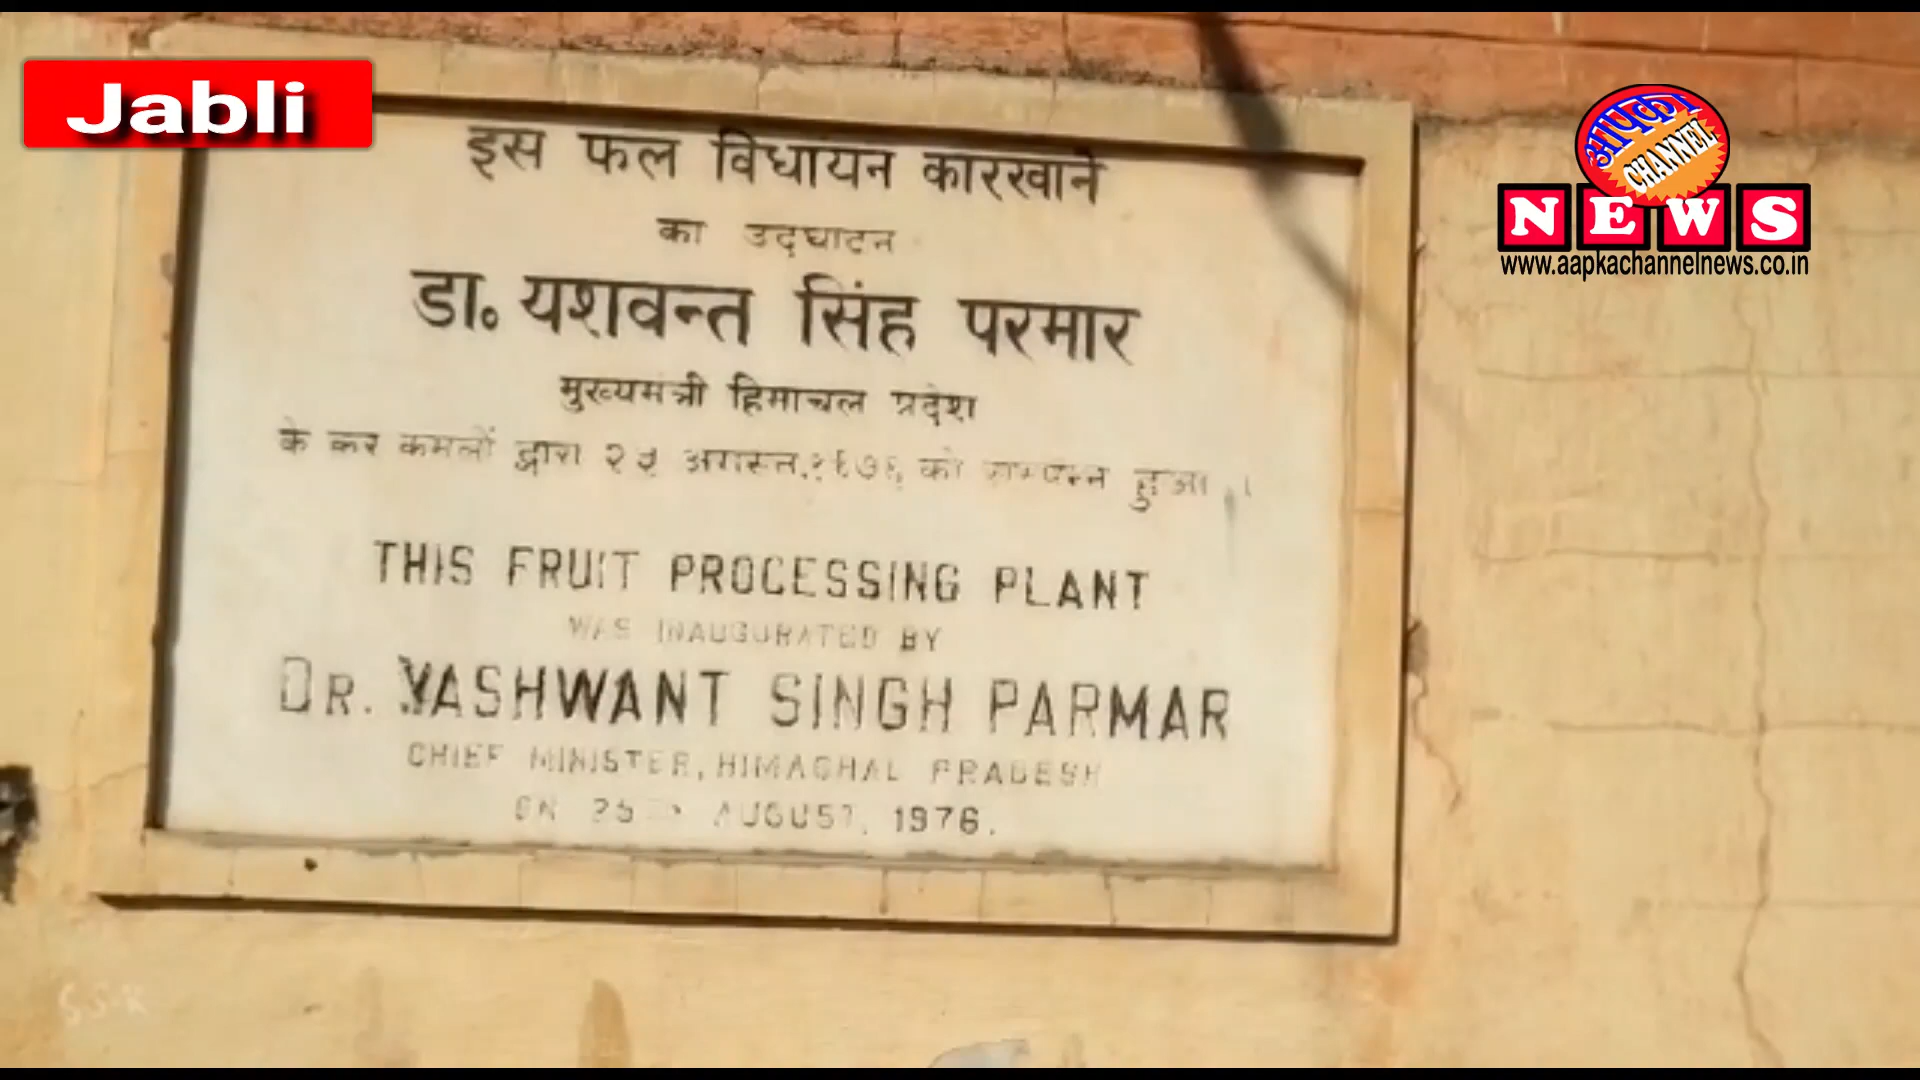 Jabli
आपका
CHANNEL
NEWS
www.aapkachannelnews.co.in
इस फल विधायन कारखाने
का उद्घाटन
डा॰ यशवन्त सिंह परमार
मुख्यमंत्री हिमाचल प्रदेश
के कर कमलों द्वारा २५ अगस्त,१९७६ को सम्पन्न हुआ ।
THIS FRUIT PROCESSING PLANT
WAS INAUGURATED BY
DR. YASHWANT SINGH PARMAR
CHIEF MINISTER, HIMACHAL PRADESH
ON 25TH AUGUST, 1976.
S.S.R